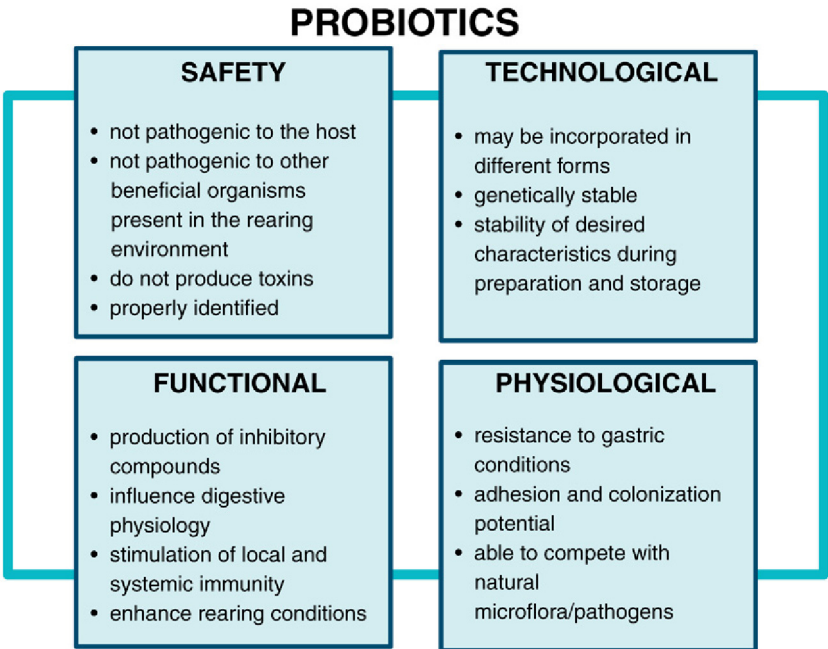 PROBIOTICS
SAFETY
• not pathogenic to the host
• not pathogenic to other
beneficial organisms
present in the rearing
environment
• do not produce toxins
• properly identified
TECHNOLOGICAL
• may be incorporated in
different forms
• genetically stable
• stability of desired
characteristics during
preparation and storage
FUNCTIONAL
• production of inhibitory
compounds
• influence digestive
physiology
• stimulation of local and
systemic immunity
• enhance rearing conditions
PHYSIOLOGICAL
• resistance to gastric
conditions
• adhesion and colonization
potential
• able to compete with
natural
microflora/pathogens